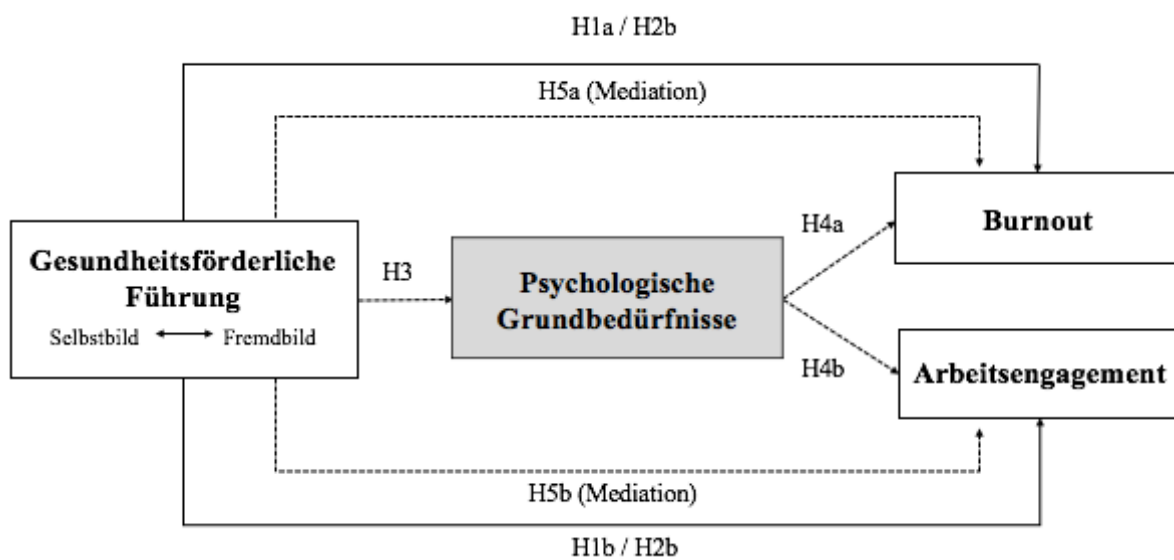 H1a / H2b
H5a (Mediation)
Burnout
H4a
Gesundheitsförderliche
Führung
Selbstbild
Fremdbild
H3
Psychologische
Grundbedürfnisse
H4b
Arbeitsengagement
H5b (Mediation)
H1b / H2b